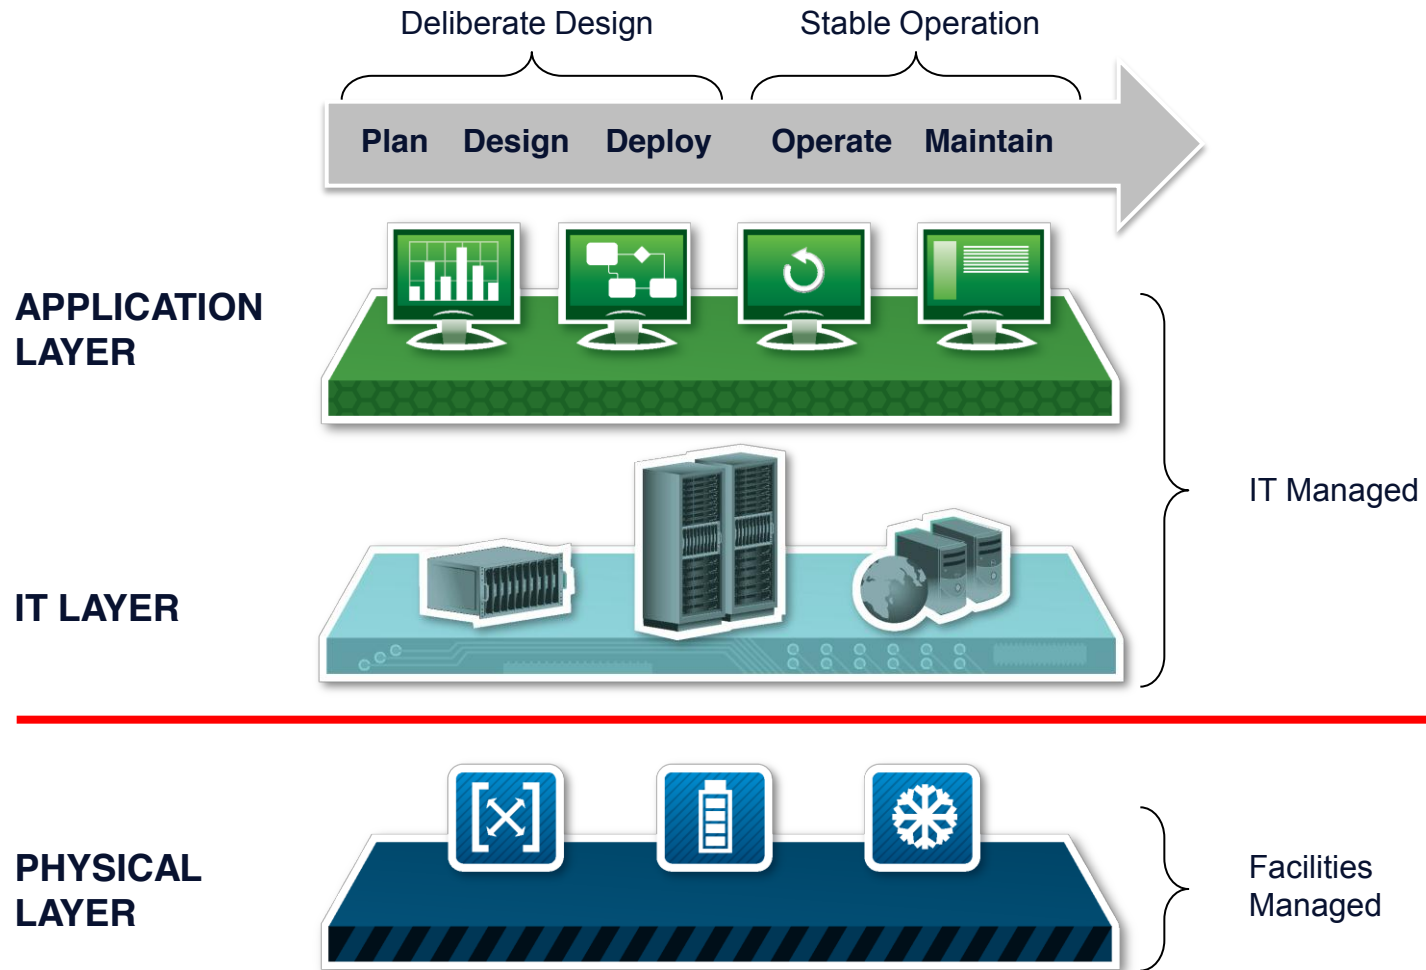 Deliberate Design Stable Operation
Plan Design Deploy Operate Maintain
APPLICATION
LAYER
IT Managed
IT LAYER
PHYSICAL
LAYER
Facilities
Managed